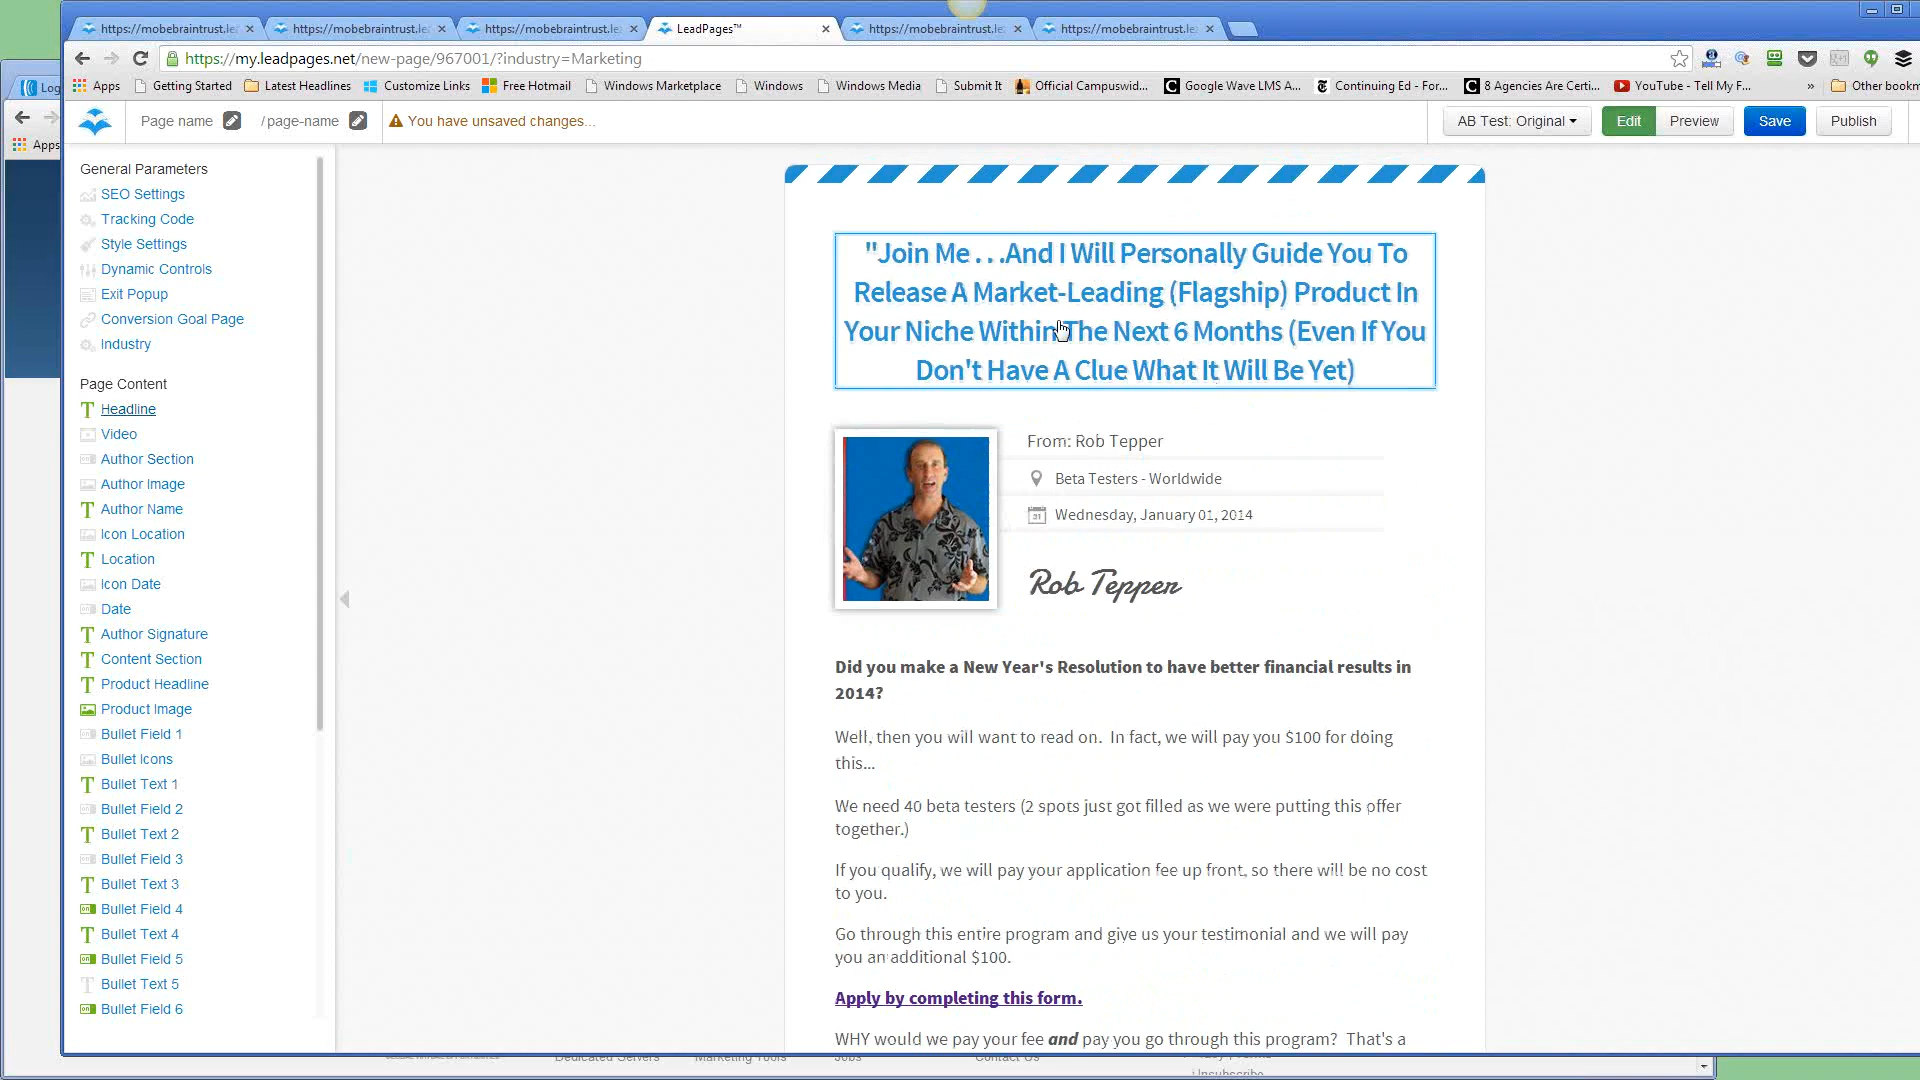 https://mobebraintrust.le
https://mobebraintrust.le
https://mobebraintrust.le
LeadPages™
https://mobebraintrust.le
https://mobebraintrust.le
Log
https://my.leadpages.net/new-page/967001/?industry=Marketing
Apps
Getting Started
Latest Headlines
Customize Links
Free Hotmail
Windows Marketplace
Windows
Windows Media
Submit It
Official Campuswid...
Google Wave LMS A...
Continuing Ed - For...
8 Agencies Are Certi...
YouTube - Tell My F...
»
Other bookm
Apps
Page name
/page-name
You have unsaved changes...
AB Test: Original
Edit
Preview
Save
Publish
General Parameters
SEO Settings
Tracking Code
Style Settings
Dynamic Controls
Exit Popup
Conversion Goal Page
Industry
Page Content
Headline
Video
Author Section
Author Image
Author Name
Icon Location
Location
Icon Date
Date
Author Signature
Content Section
Product Headline
Product Image
Bullet Field 1
Bullet Icons
Bullet Text 1
Bullet Field 2
Bullet Text 2
Bullet Field 3
Bullet Text 3
Bullet Field 4
Bullet Text 4
Bullet Field 5
Bullet Text 5
Bullet Field 6
"Join Me . . .And I Will Personally Guide You To
Release A Market-Leading (Flagship) Product In
Your Niche Within The Next 6 Months (Even If You
Don't Have A Clue What It Will Be Yet)
From: Rob Tepper
Beta Testers - Worldwide
31
Wednesday, January 01, 2014
Rob Tepper
Did you make a New Year's Resolution to have better financial results in
2014?
Well, then you will want to read on. In fact, we will pay you $100 for doing
this...
We need 40 beta testers (2 spots just got filled as we were putting this offer
together.)
If you qualify, we will pay your application fee up front, so there will be no cost
to you.
Go through this entire program and give us your testimonial and we will pay
you an additional $100.
Apply by completing this form.
WHY would we pay your fee and pay you go through this program? That's a
Dedicated Servers
Marketing Tools
Jobs
Contact Us
Unsubscribe